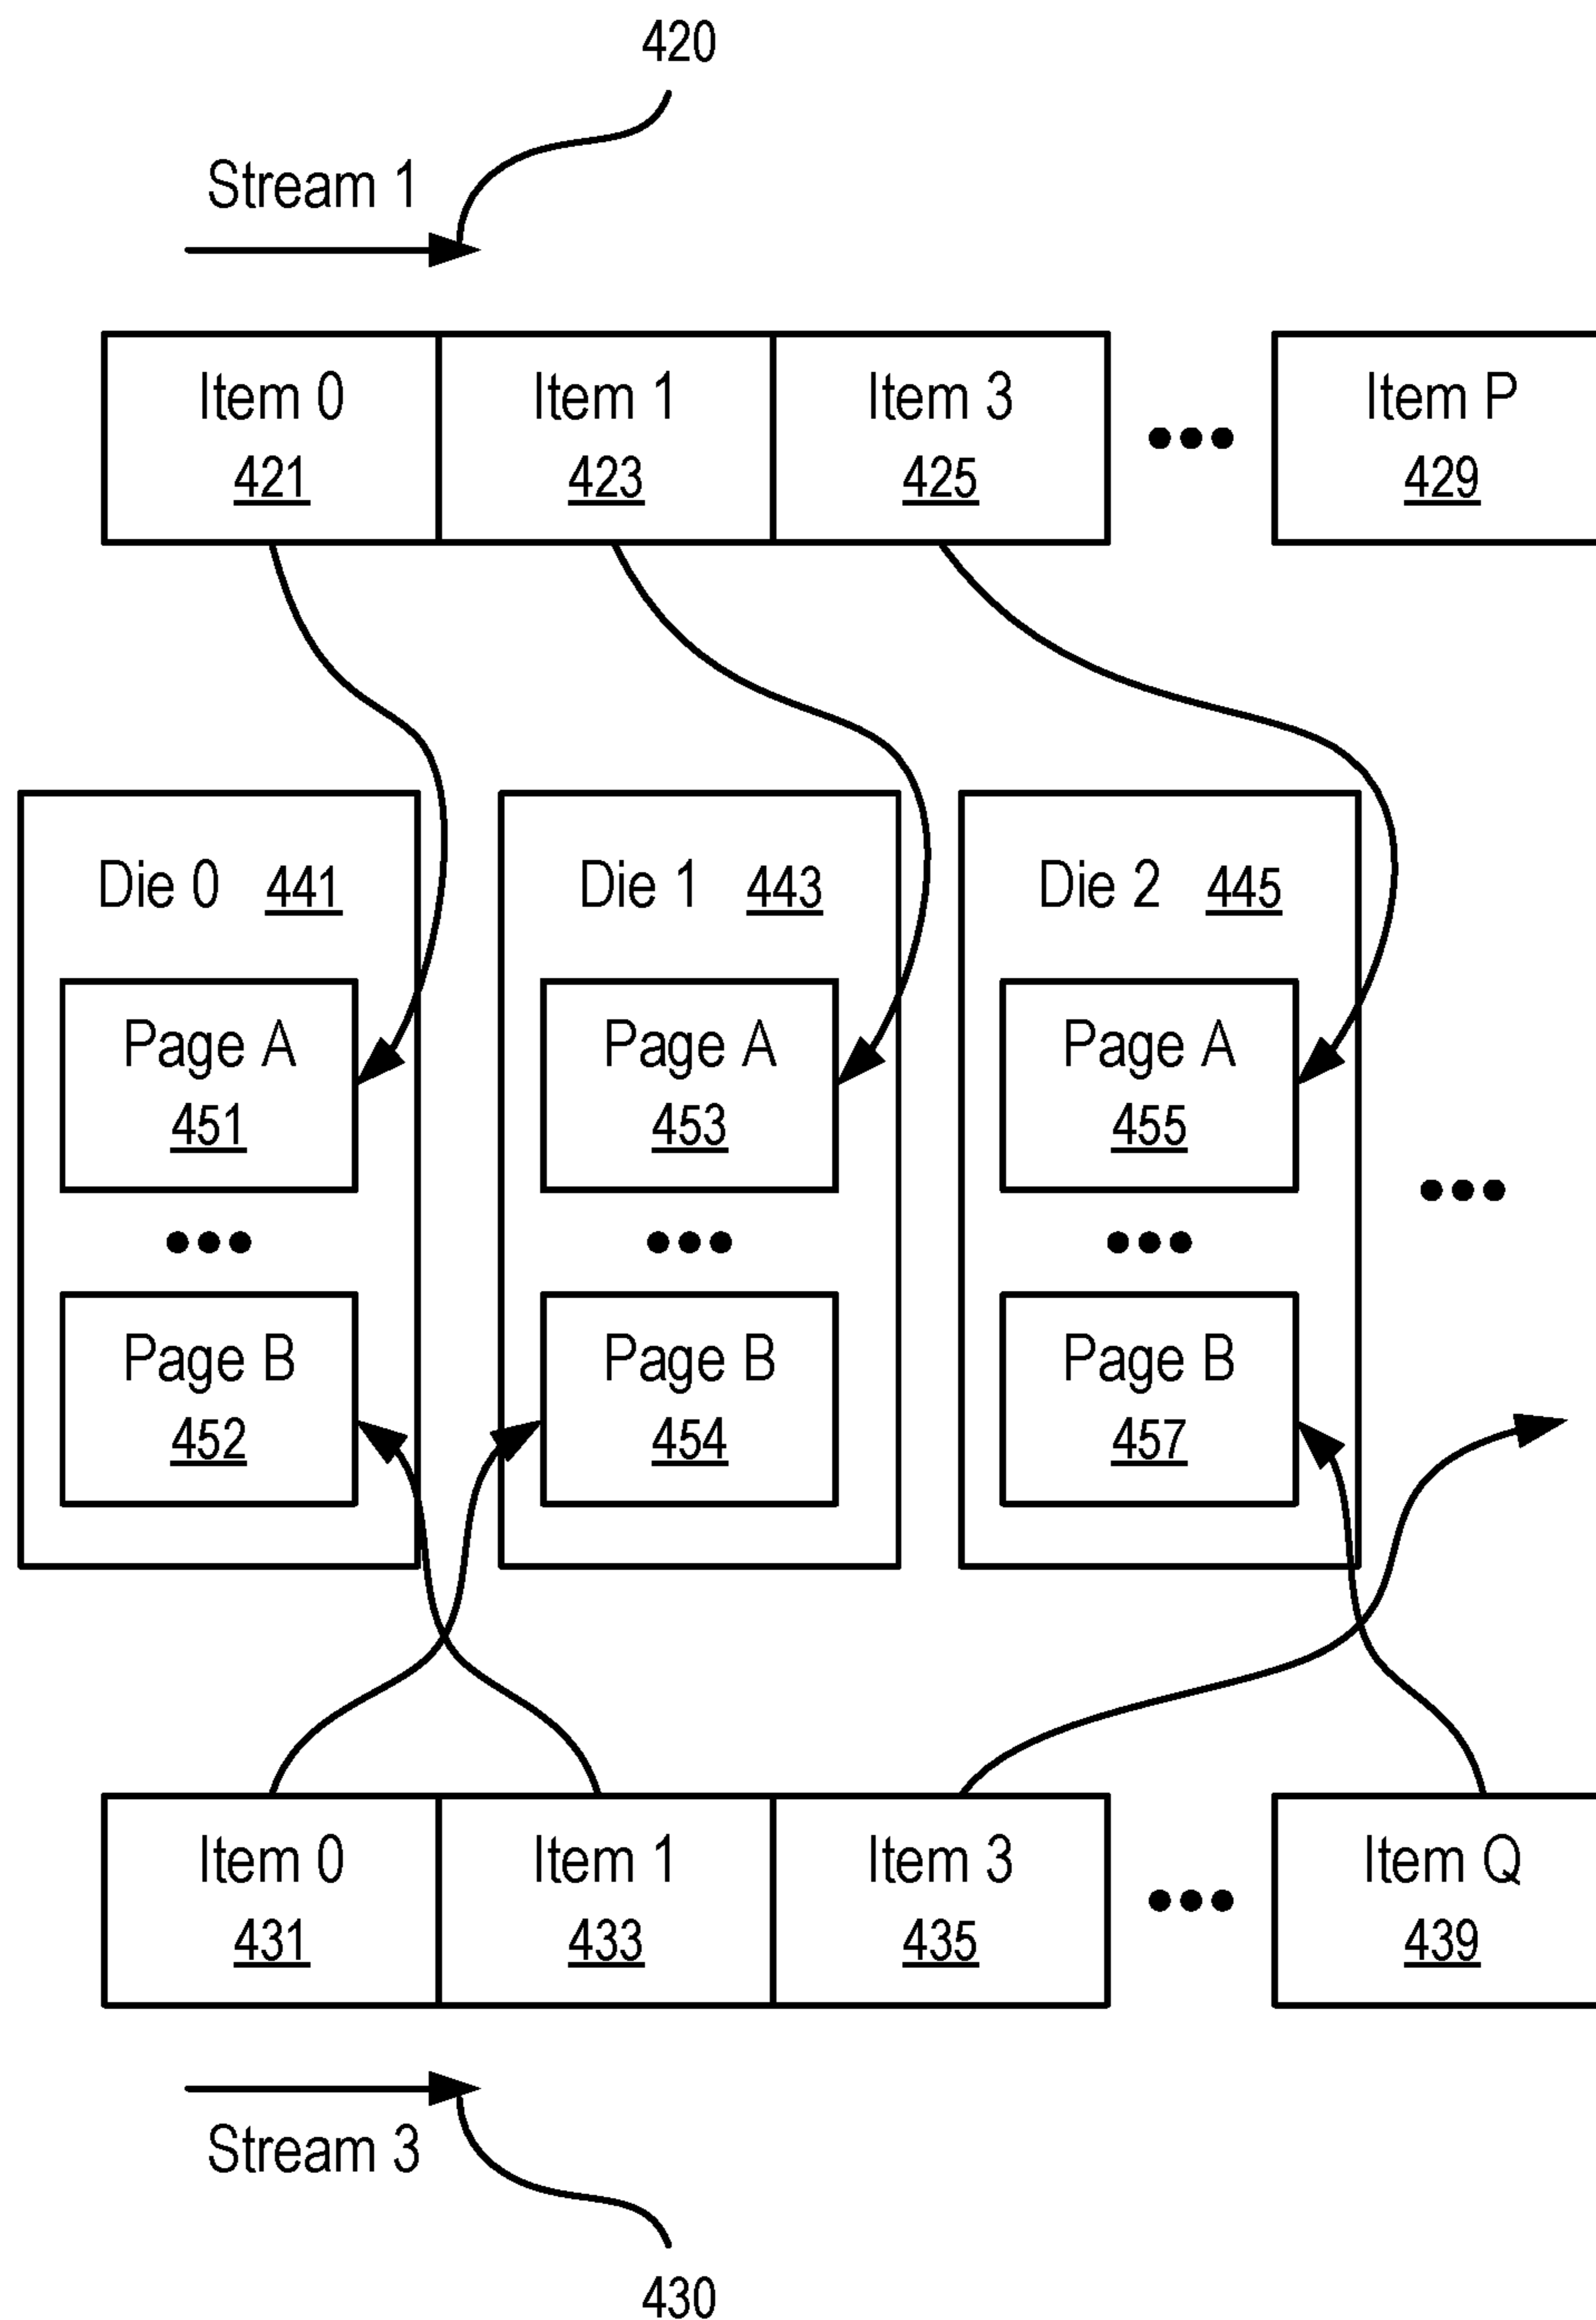 420
Stream 1
Item 0 Item 1 Item 3 Item P
421 423 425 429
Die 0 441 Die 1 443 Die 2 445
Page A Page A Page A
451 453 455
Page B Page B Page B
452 454 457
Item 0 Item 1 Item 3 Item Q
431 433 435 439
Stream 3
430